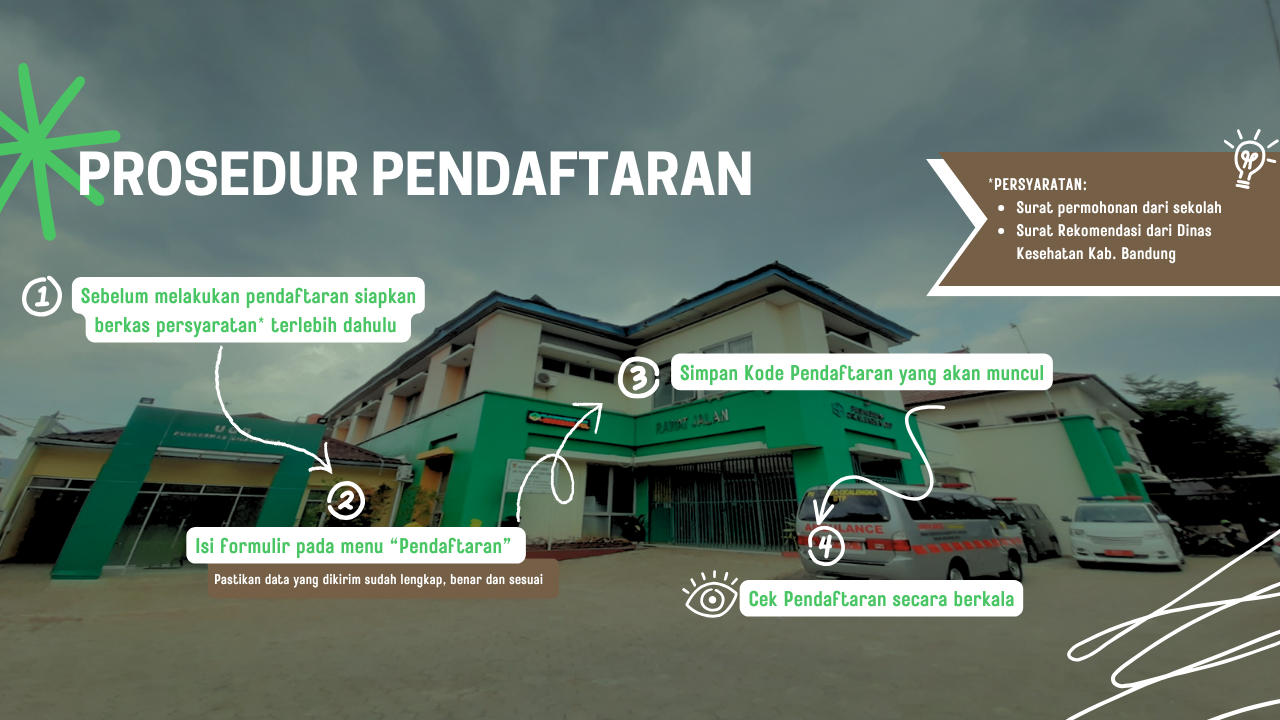 PROSEDUR PENDAFTARAN
*PERSYARATAN:
• Surat permohonan dari sekolah
• Surat Rekomendasi dari Dinas
Kesehatan Kab. Bandung
1
Sebelum melakukan pendaftaran siapkan
berkas persyaratan* terlebih dahulu
2
Isi formulir pada menu “Pendaftaran”
Pastikan data yang dikirim sudah lengkap, benar dan sesuai
3
Simpan Kode Pendaftaran yang akan muncul
4
Cek Pendaftaran secara berkala
UGD
RAWAT JALAN
AMBULANCE